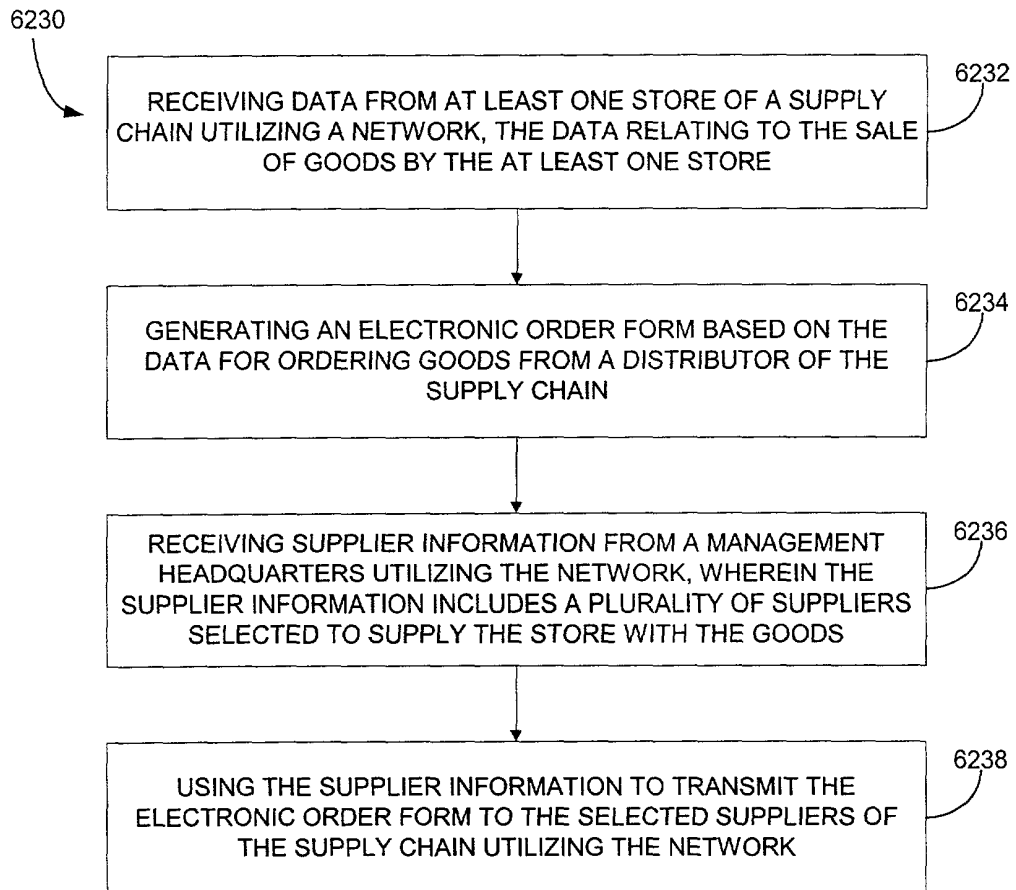 6230
6232
RECEIVING DATA FROM AT LEAST ONE STORE OF A SUPPLY
CHAIN UTILIZING A NETWORK, THE DATA RELATING TO THE SALE
OF GOODS BY THE AT LEAST ONE STORE
6234
GENERATING AN ELECTRONIC ORDER FORM BASED ON THE
DATA FOR ORDERING GOODS FROM A DISTRIBUTOR OF THE
SUPPLY CHAIN
6236
RECEIVING SUPPLIER INFORMATION FROM A MANAGEMENT
HEADQUARTERS UTILIZING THE NETWORK, WHEREIN THE
SUPPLIER INFORMATION INCLUDES A PLURALITY OF SUPPLIERS
SELECTED TO SUPPLY THE STORE WITH THE GOODS
6238
USING THE SUPPLIER INFORMATION TO TRANSMIT THE
ELECTRONIC ORDER FORM TO THE SELECTED SUPPLIERS OF
THE SUPPLY CHAIN UTILIZING THE NETWORK